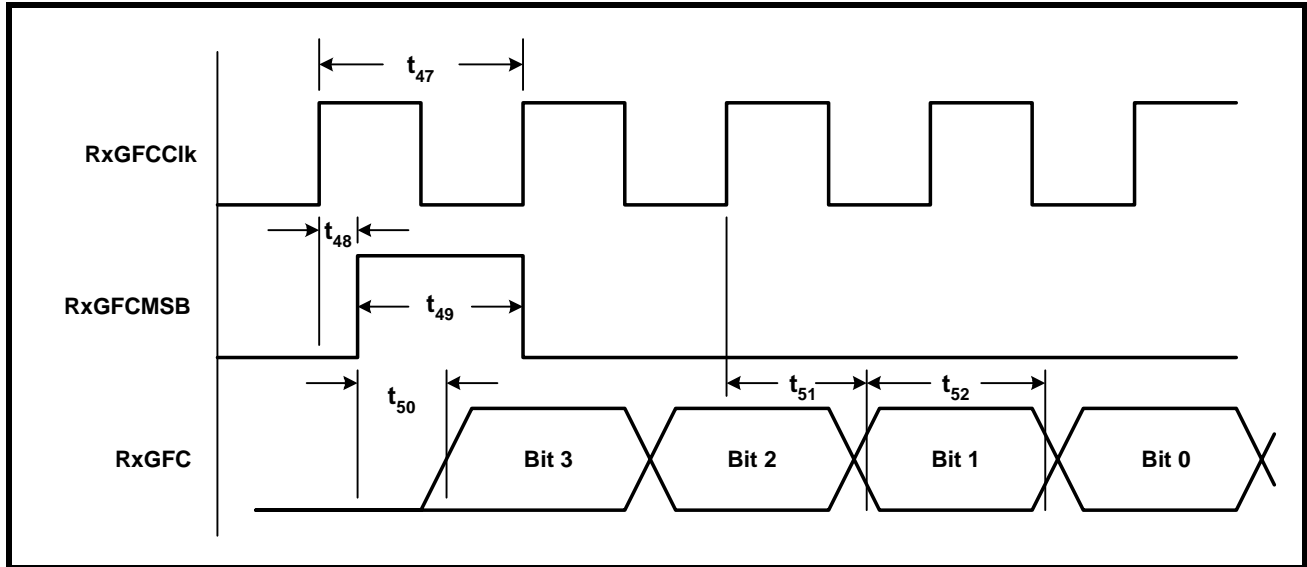 t47
RxGFCClk
t48
RxGFCMSB
t49
t50
t51
t52
RxGFC
Bit 3
Bit 2
Bit 1
Bit 0